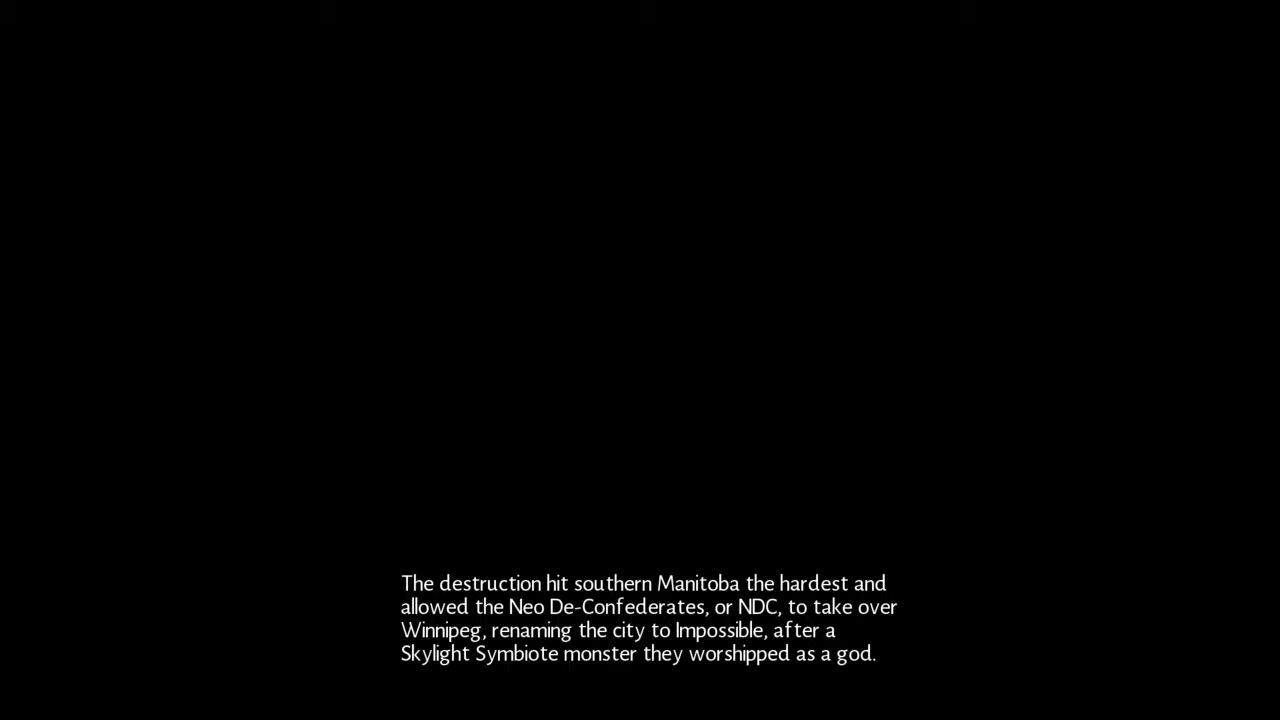 The destruction hit southern Manitoba the hardest and
allowed the Neo De-Confederates, or NDC, to take over
Winnipeg, renaming the city to Impossible, after a
Skylight Symbiote monster they worshipped as a god.